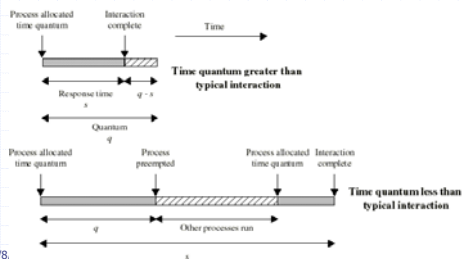 Process allocated
time quantum
Interaction
complete
Time
Time quantum greater than
typical interaction
Response time
s
q - s
Quantum
q
Process allocated
time quantum
Process
preempted
Process allocated
time quantum
Interaction
complete
Time quantum less than
typical interaction
q
Other processes run
s